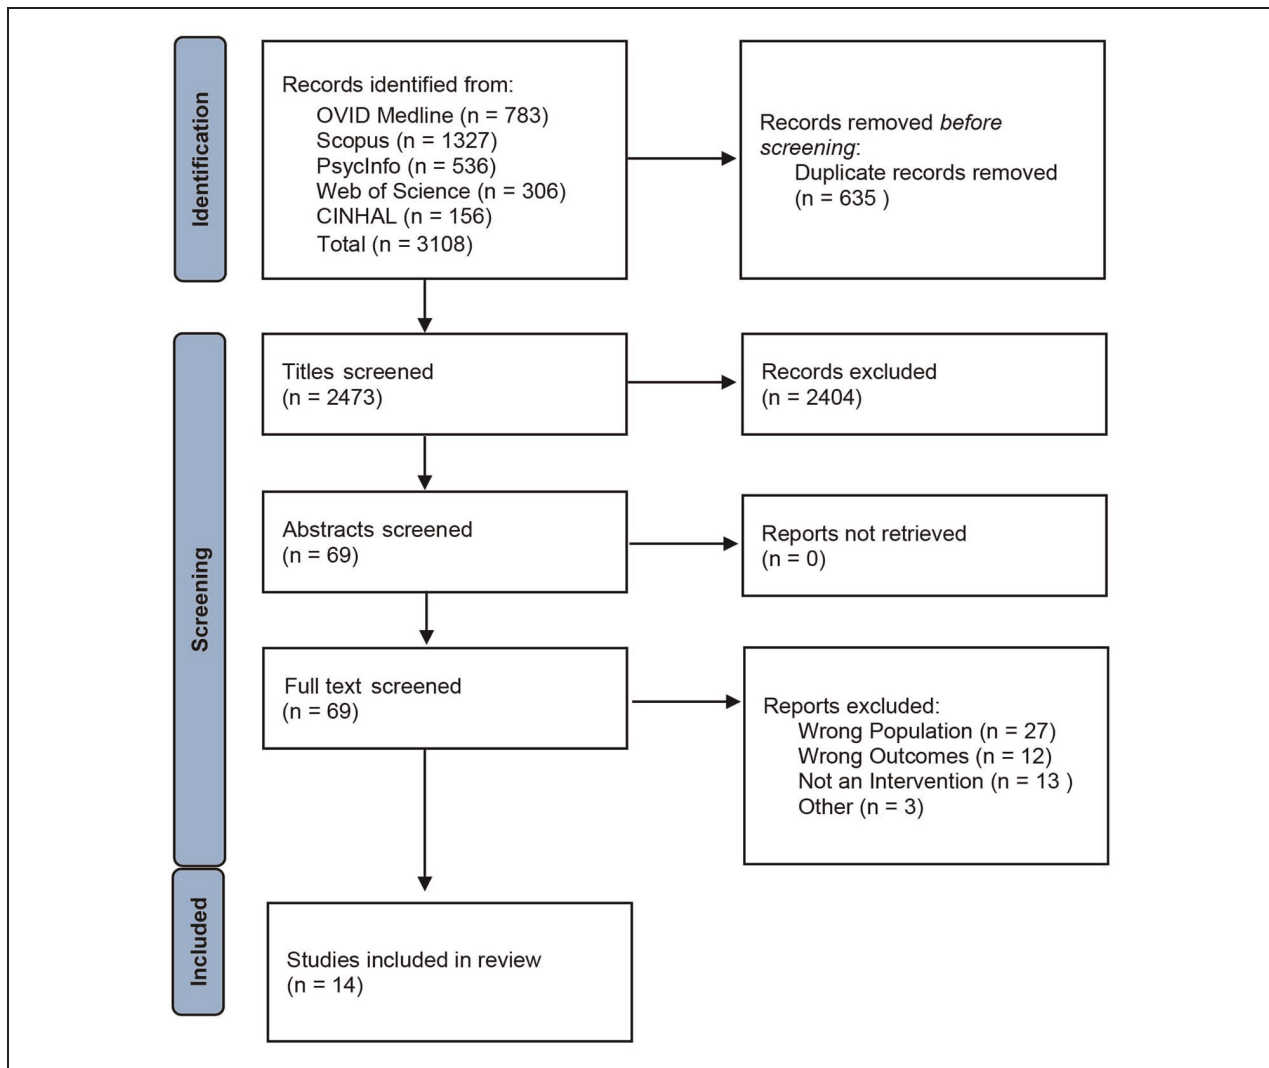 Identification
Records identified from:
OVID Medline (n = 783)
Scopus (n = 1327)
PsycInfo (n = 536)
Web of Science (n = 306)
CINHAL (n = 156)
Total (n = 3108)
Records removed before
screening:
Duplicate records removed
(n = 635 )
Screening
Titles screened
(n = 2473)
Records excluded
(n = 2404)
Abstracts screened
(n = 69)
Reports not retrieved
(n = 0)
Full text screened
(n = 69)
Reports excluded:
Wrong Population (n = 27)
Wrong Outcomes (n = 12)
Not an Intervention (n = 13 )
Other (n = 3)
Included
Studies included in review
(n = 14)